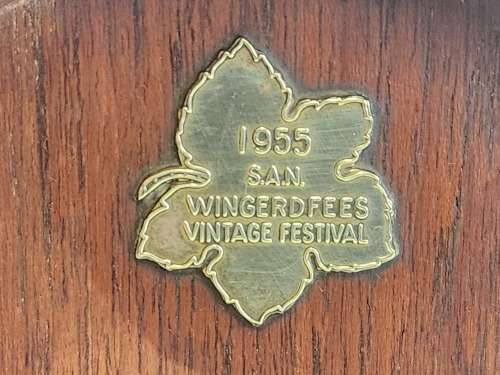 1955
S.A.N.
WINGERDFEES
VINTAGE FESTIVAL